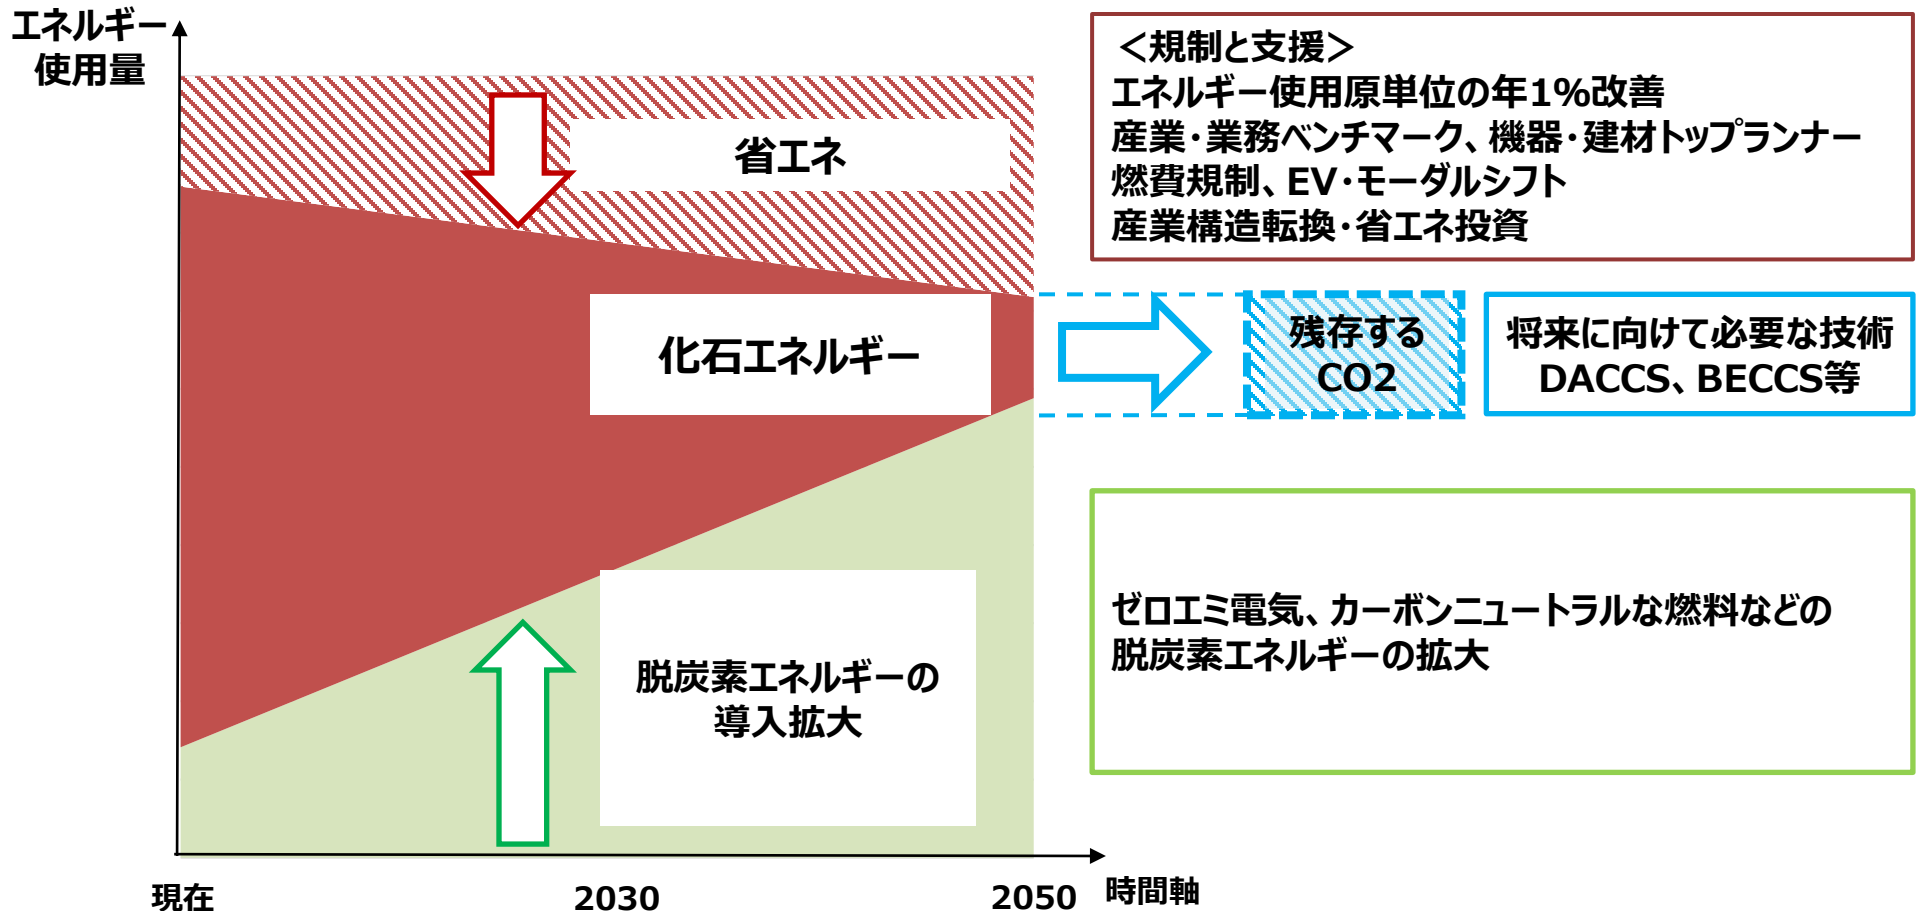 エネルギー
使用量
省エネ
化石エネルギー
脱炭素エネルギーの
導入拡大
現在
2030
2050
時間軸
＜規制と支援＞
エネルギー使用原単位の年1%改善
産業・業務ベンチマーク、機器・建材トップランナー
燃費規制、EV・モーダルシフト
産業構造転換・省エネ投資
残存する
CO2
将来に向けて必要な技術
DACCS、BECCS等
ゼロエミ電気、カーボンニュートラルな燃料などの
脱炭素エネルギーの拡大